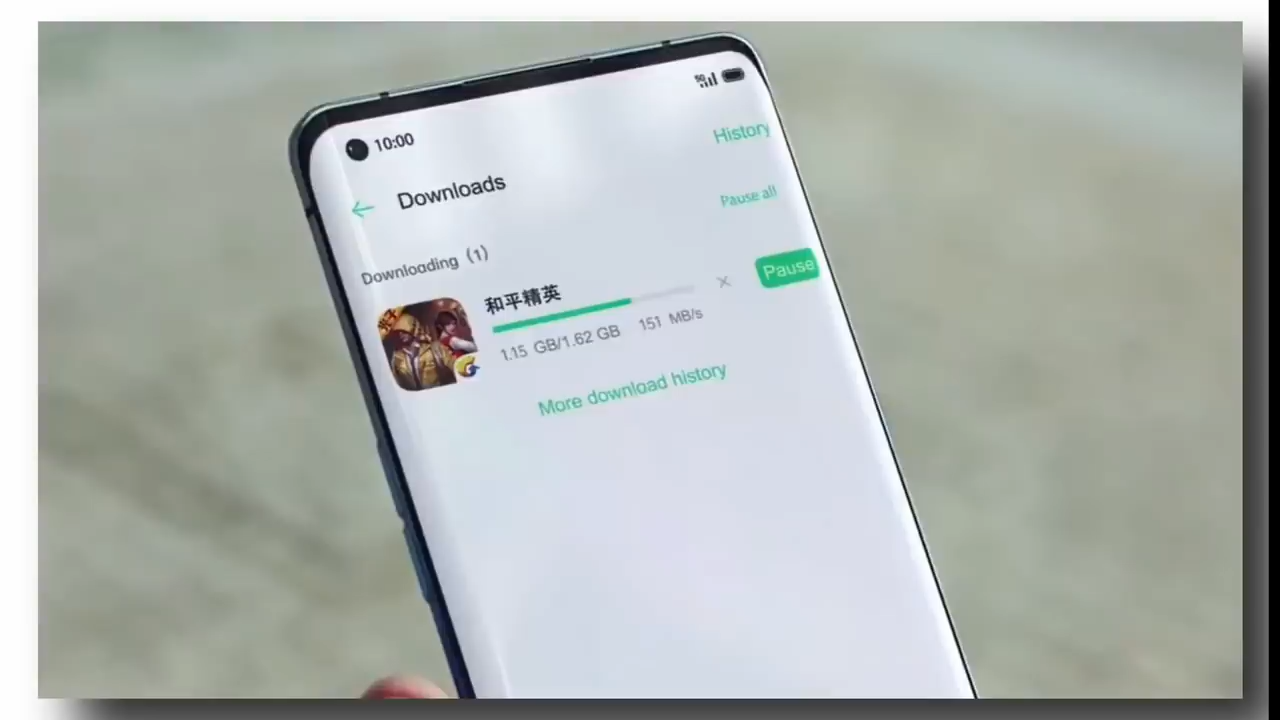 10:00
5G
History
Downloads
Pause all
Downloading (1)
和平精英
Pause
1.15 GB/1.62 GB 151 MB/s
More download history